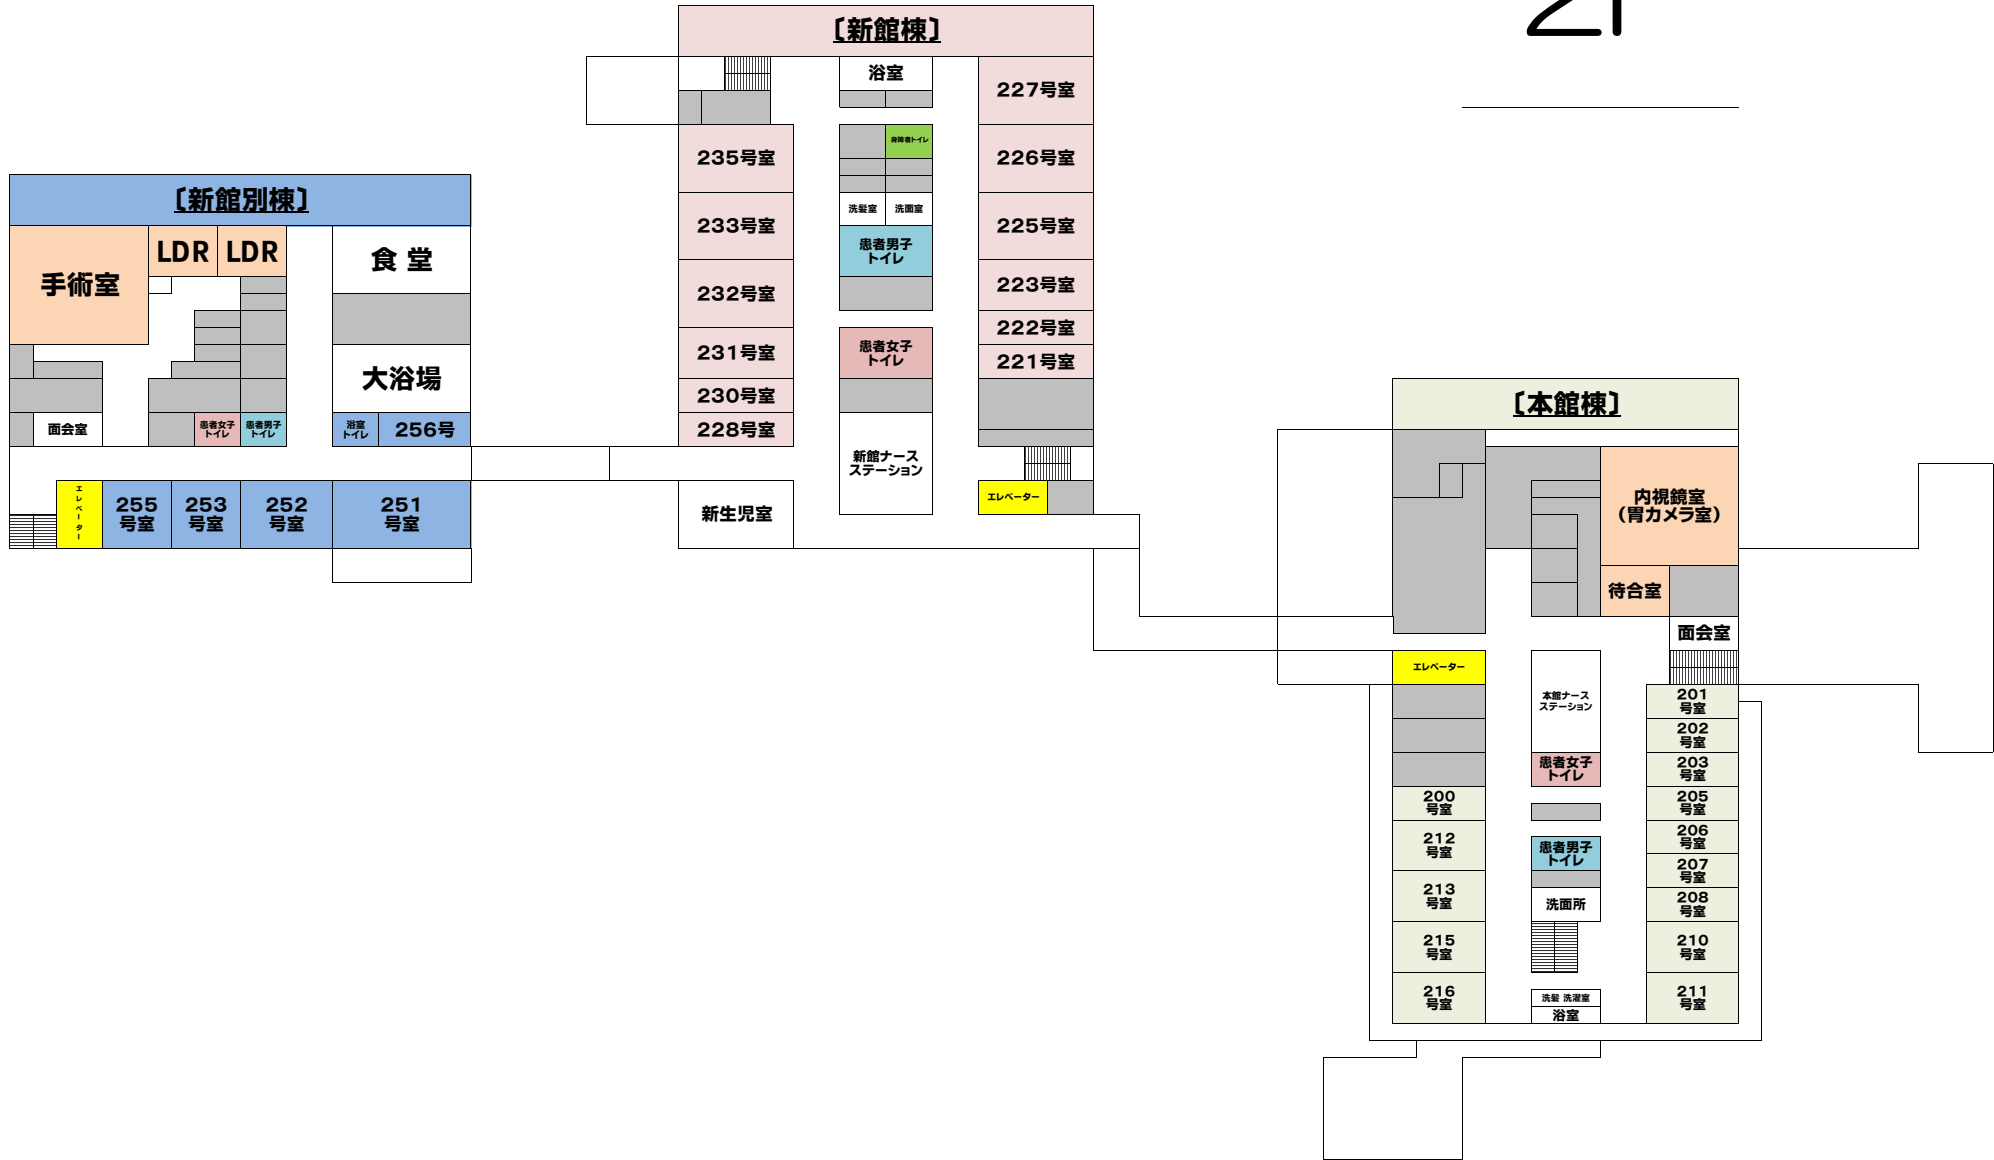 2F
〔新館別棟〕
手術室
LDR
LDR
食 堂
大浴場
面会室
患者女子
トイレ
患者男子
トイレ
浴室
トイレ
256号
エレベーター
255
号室
253
号室
252
号室
251
号室
〔新館棟〕
浴室
227号室
235号室
身障者トイレ
226号室
233号室
洗髪室
洗面室
225号室
患者男子
トイレ
232号室
223号室
222号室
231号室
患者女子
トイレ
221号室
230号室
228号室
新館ナース
ステーション
新生児室
エレベーター
〔本館棟〕
内視鏡室
（胃カメラ室）
待合室
面会室
エレベーター
本館ナース
ステーション
201
号室
202
号室
患者女子
トイレ
203
号室
200
号室
205
号室
212
号室
患者男子
トイレ
206
号室
207
号室
213
号室
洗面所
208
号室
215
号室
210
号室
216
号室
洗髪 洗濯室
浴室
211
号室